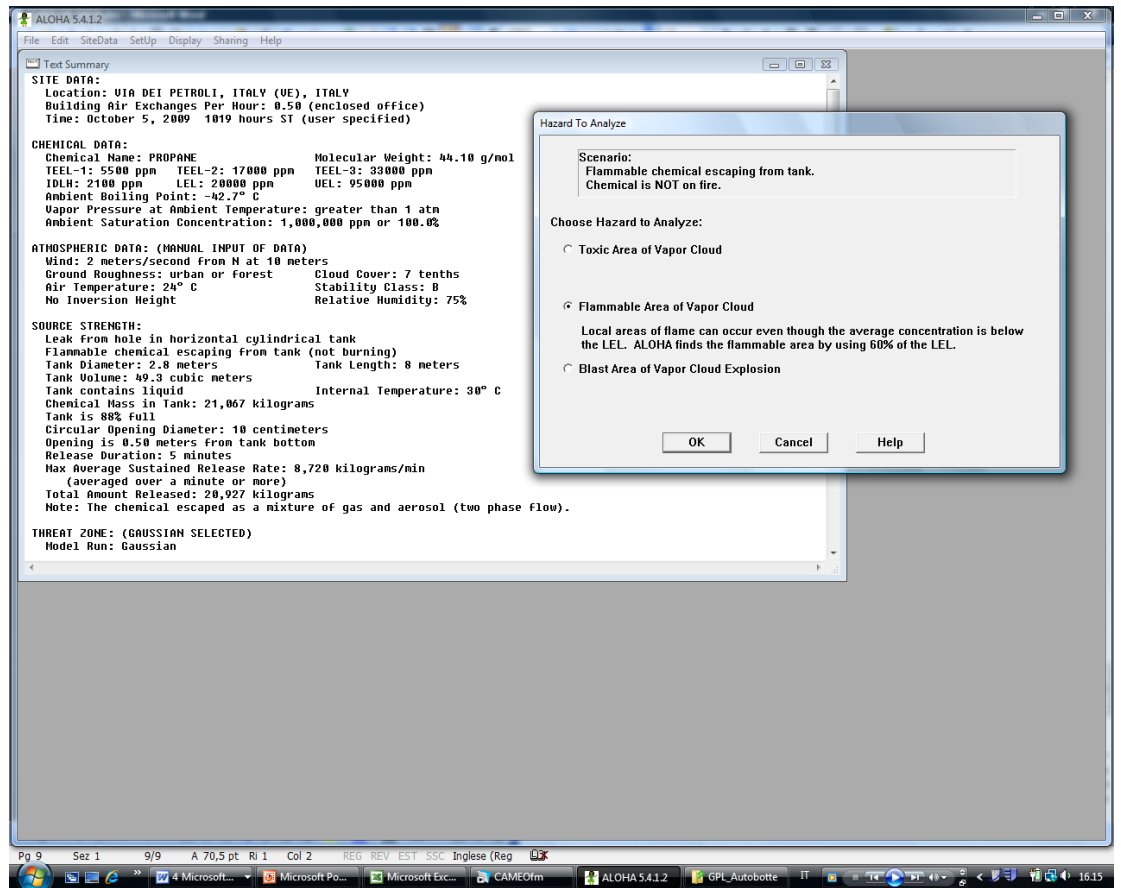 ALOHA 5.4.1.2
File Edit SiteData SetUp Display Sharing Help
Text Summary
SITE DATA:
Location: VIA DEI PETROLI, ITALY (VE), ITALY
Building Air Exchanges Per Hour: 0.50 (enclosed office)
Time: October 5, 2009 1019 hours ST (user specified)
CHEMICAL DATA:
Chemical Name: PROPANE Molecular Weight: 44.10 g/mol
TEEL-1: 5500 ppm TEEL-2: 17000 ppm TEEL-3: 33000 ppm
IDLH: 2100 ppm LEL: 20000 ppm UEL: 95000 ppm
Ambient Boiling Point: -42.7° C
Vapor Pressure at Ambient Temperature: greater than 1 atm
Ambient Saturation Concentration: 1,000,000 ppm or 100.0%
ATMOSPHERIC DATA: (MANUAL INPUT OF DATA)
Wind: 2 meters/second from N at 10 meters
Ground Roughness: urban or forest Cloud Cover: 7 tenths
Air Temperature: 24° C Stability Class: B
No Inversion Height Relative Humidity: 75%
SOURCE STRENGTH:
Leak from hole in horizontal cylindrical tank
Flammable chemical escaping from tank (not burning)
Tank Diameter: 2.8 meters Tank Length: 8 meters
Tank Volume: 49.3 cubic meters
Tank contains liquid Internal Temperature: 30° C
Chemical Mass in Tank: 21,067 kilograms
Tank is 88% full
Circular Opening Diameter: 10 centimeters
Opening is 0.50 meters from tank bottom
Release Duration: 5 minutes
Max Average Sustained Release Rate: 8,720 kilograms/min
(averaged over a minute or more)
Total Amount Released: 20,927 kilograms
Note: The chemical escaped as a mixture of gas and aerosol (two phase flow).
THREAT ZONE: (GAUSSIAN SELECTED)
Model Run: Gaussian
Hazard To Analyze
Scenario:
Flammable chemical escaping from tank.
Chemical is NOT on fire.
Choose Hazard to Analyze:
Toxic Area of Vapor Cloud
Flammable Area of Vapor Cloud
Local areas of flame can occur even though the average concentration is below
the LEL. ALOHA finds the flammable area by using 60% of the LEL.
Blast Area of Vapor Cloud Explosion
OK Cancel Help
Pg 9 Sez 1 9/9 A 70,5 pt Ri 1 Col 2 REG REV EST SSC Inglese (Reg
4 Microsoft... Microsoft Po... Microsoft Exc... CAMEOfm ALOHA 5.4.1.2 GPL_Autobotte IT 16.15